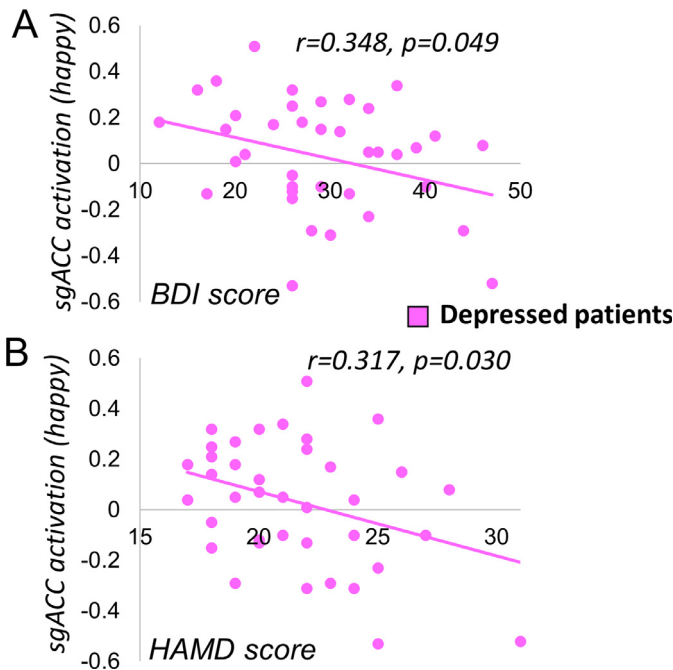 A
sgACC activation (happy)
0.6
0.4
0.2
0
-0.2
-0.4
-0.6
r=0.348, p=0.049
10
20
30
40
50
BDI score
Depressed patients
B
sgACC activation (happy)
0.6
0.4
0.2
0
-0.2
-0.4
-0.6
r=0.317, p=0.030
15
20
25
30
HAMD score